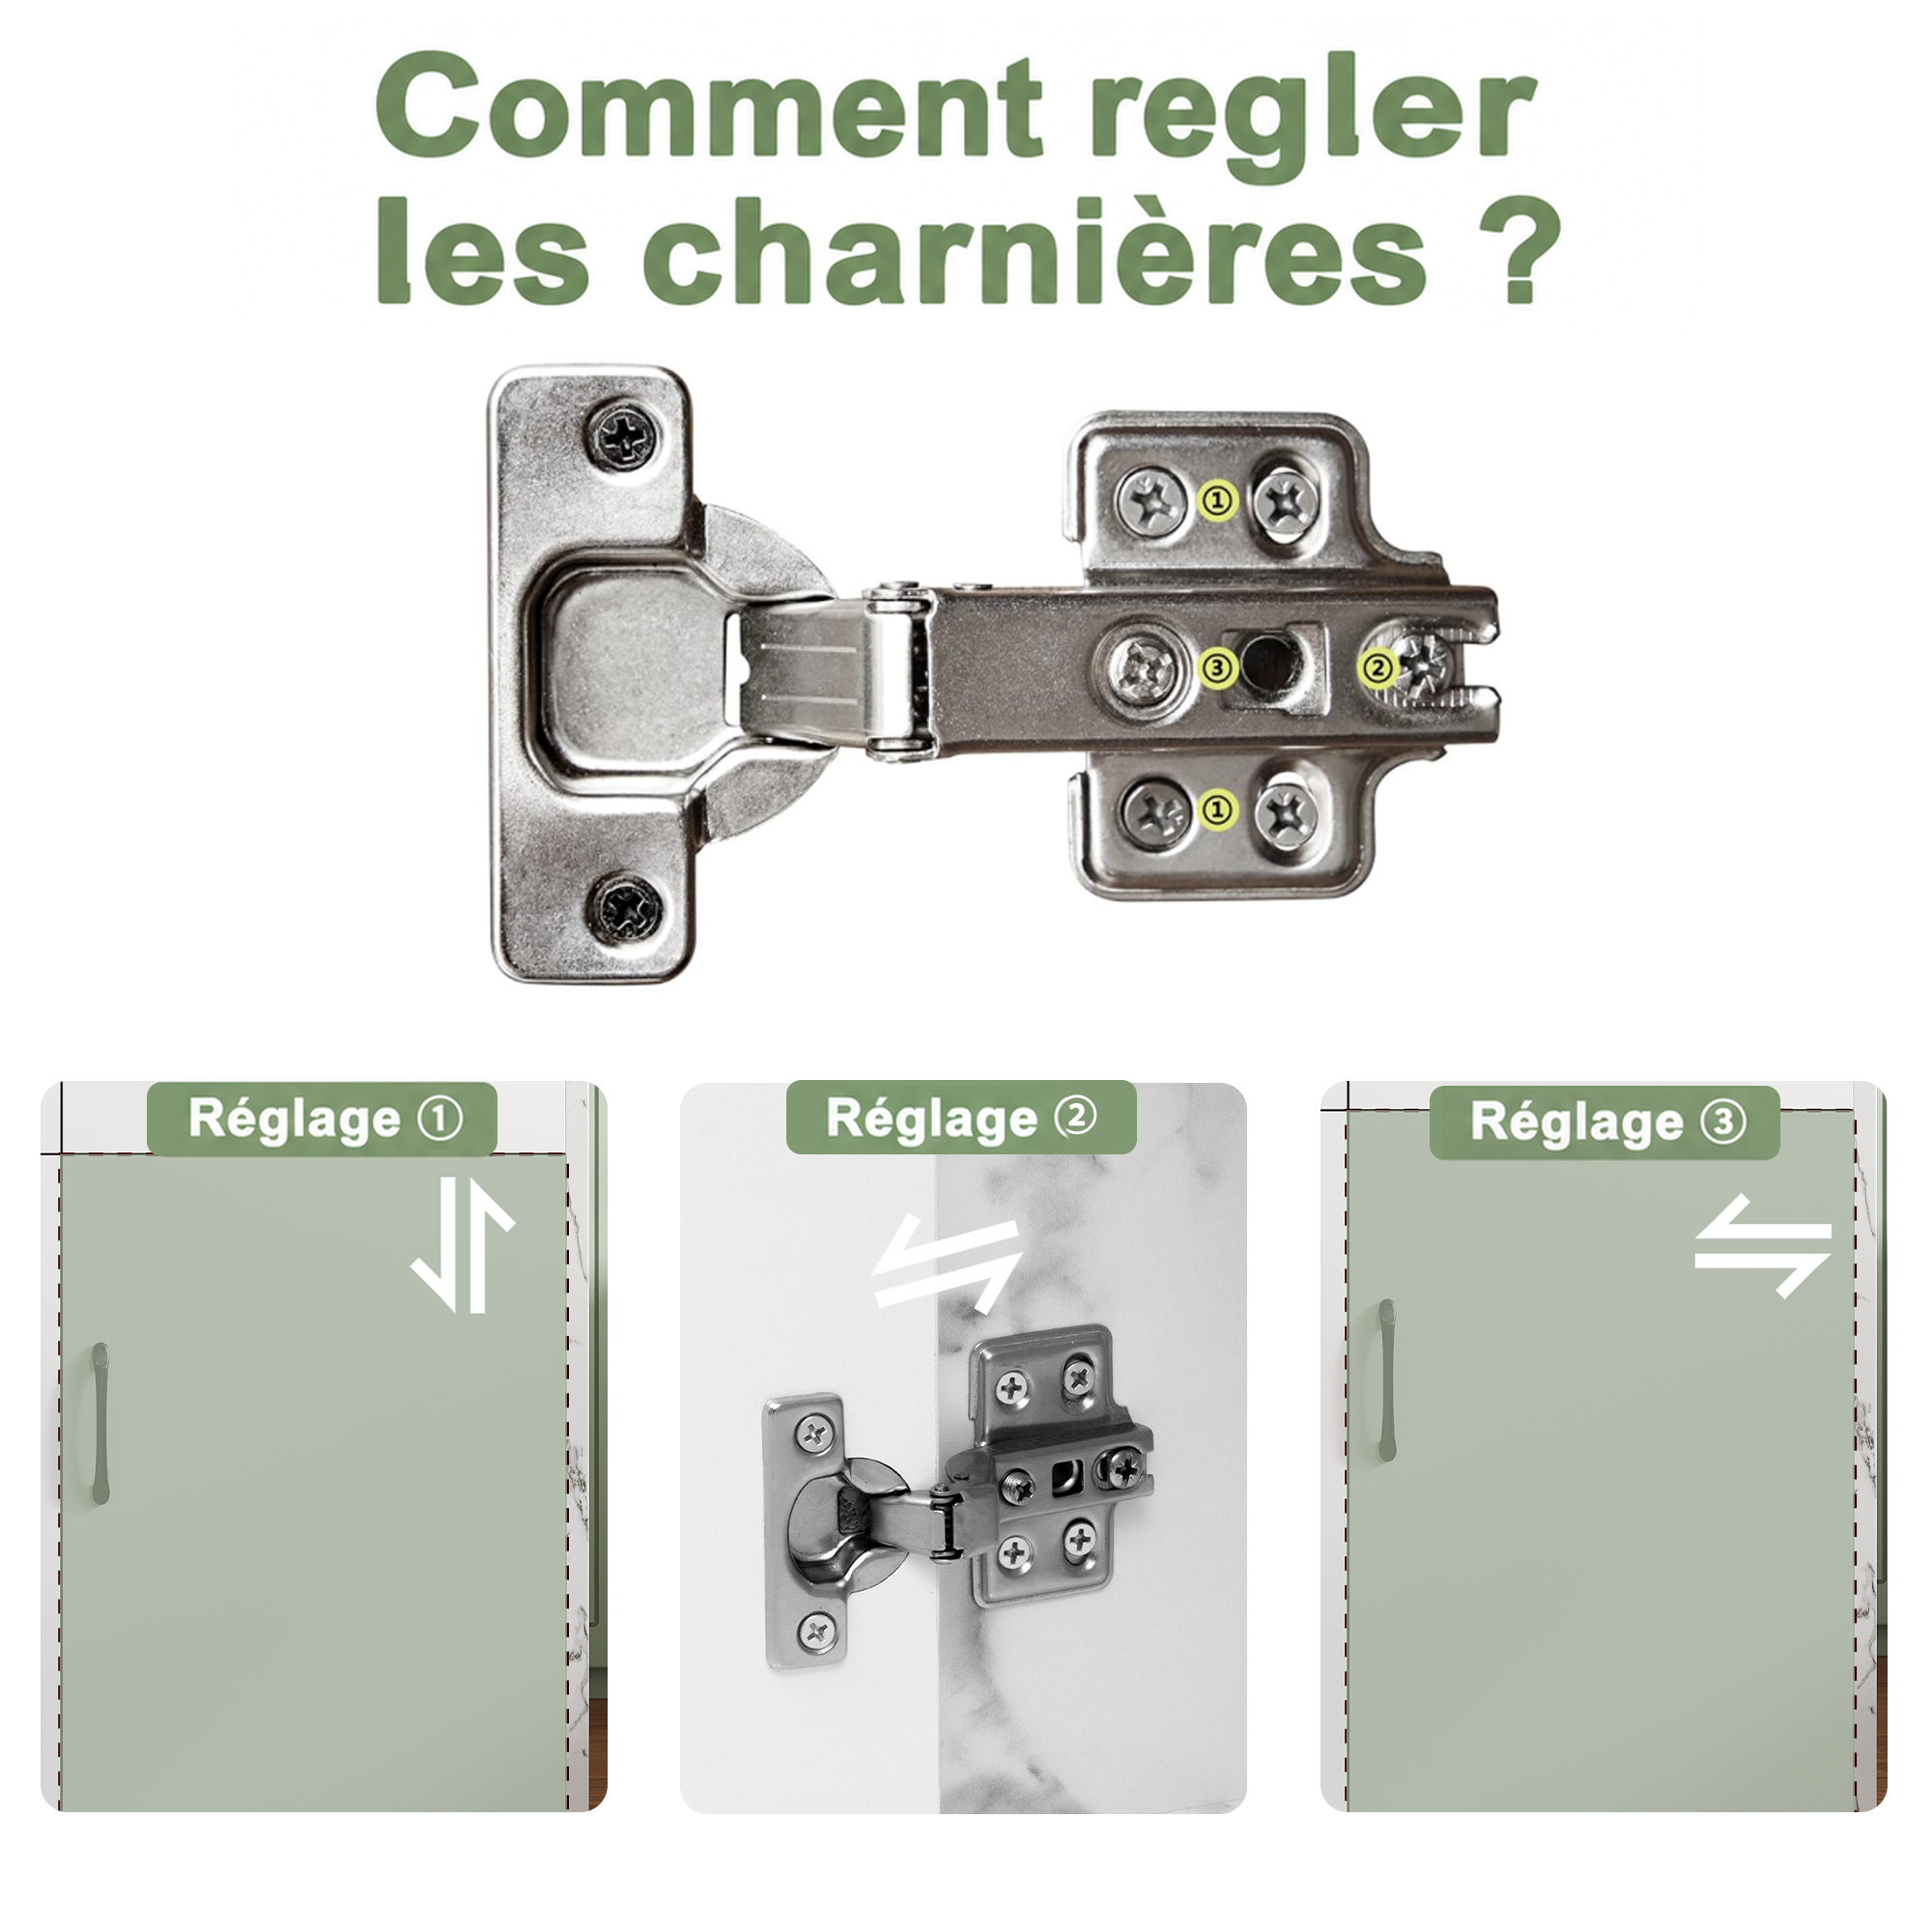 Comment regler
les charnières ?
①
③ ②
①
Réglage ①
Réglage ②
Réglage ③